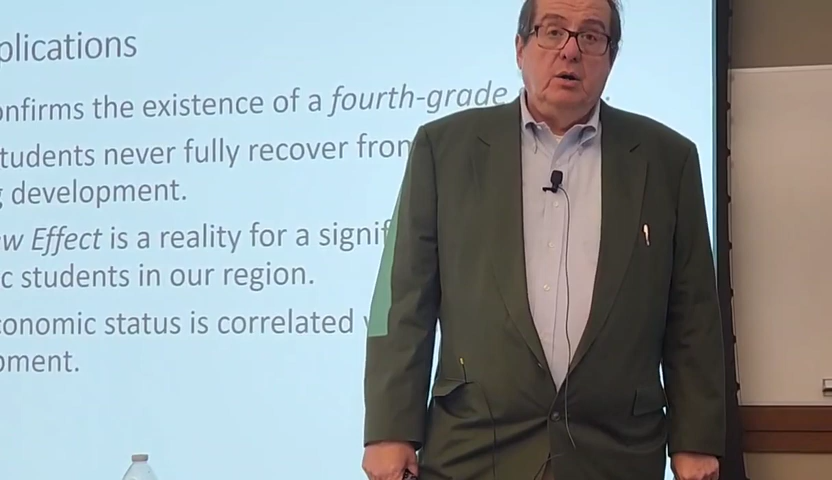 plications
onfirms the existence of a fourth-grade
tudents never fully recover from
g development.
ew Effect is a reality for a signif
c students in our region.
conomic status is correlated
pment.